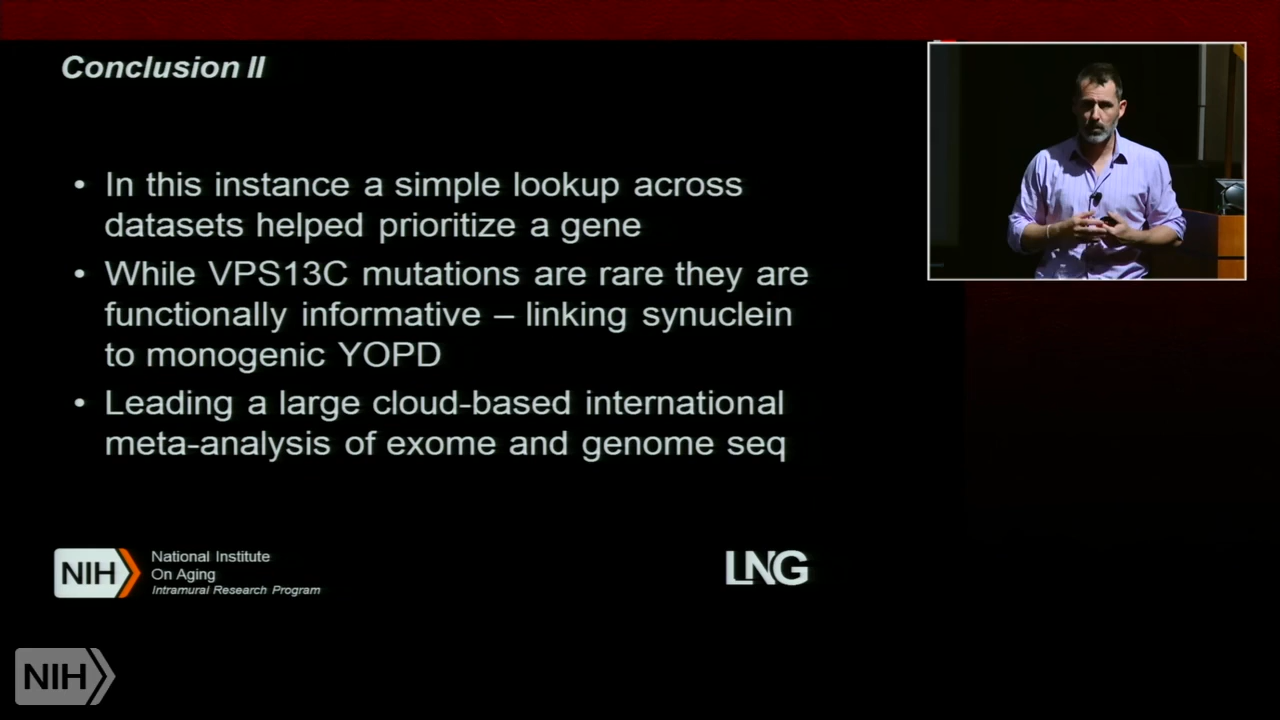 Conclusion II
• In this instance a simple lookup across
datasets helped prioritize a gene
• While VPS13C mutations are rare they are
functionally informative – linking synuclein
to monogenic YOPD
• Leading a large cloud-based international
meta-analysis of exome and genome seq
NIH
National Institute
On Aging
Intramural Research Program
LNG
NIH